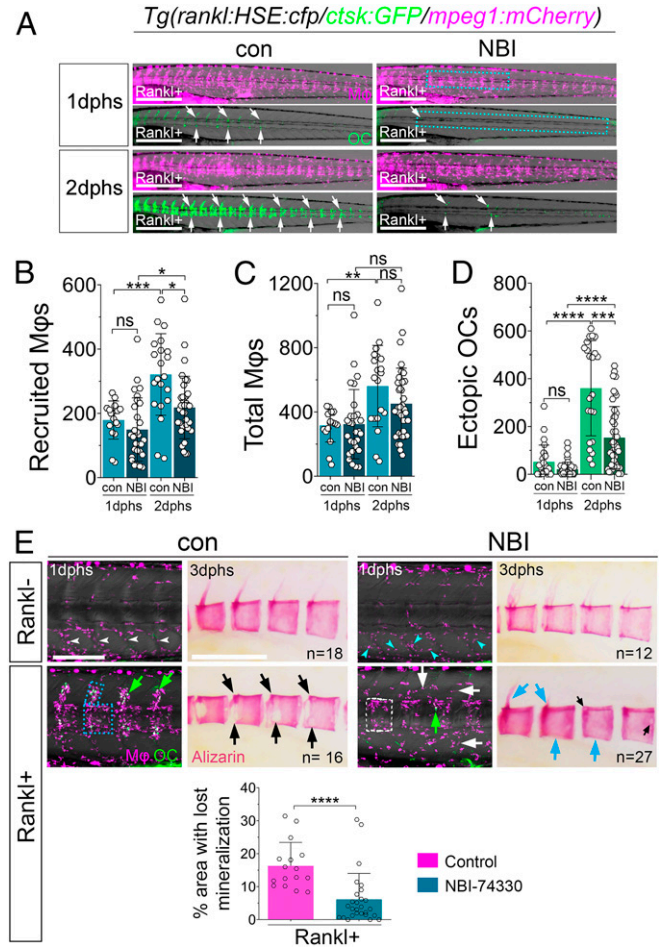 A
Tg(rankl:HSE:cfp/ctsk:GFP/mpeg1:mCherry)
con
NBI
1dphs
Rankl+
Mφ
Rankl+
Rankl+
OC
Rankl+
2dphs
Rankl+
Rankl+
Rankl+
Rankl+
B
Recruited Mφs
600
400
200
0
ns
***
*
*
con NBI con NBI
1dphs 2dphs
C
Total Mφs
1200
800
400
0
ns
**
ns
ns
con NBI con NBI
1dphs 2dphs
D
Ectopic OCs
800
600
400
200
0
ns
****
****
***
con NBI con NBI
1dphs 2dphs
E
con
NBI
Rankl-
1dphs
3dphs
n=18
1dphs
3dphs
n=12
Rankl+
Mφ OC
Alizarin
n= 16
n=27
% area with lost
mineralization
40
30
20
10
0
****
Rankl+
Control
NBI-74330